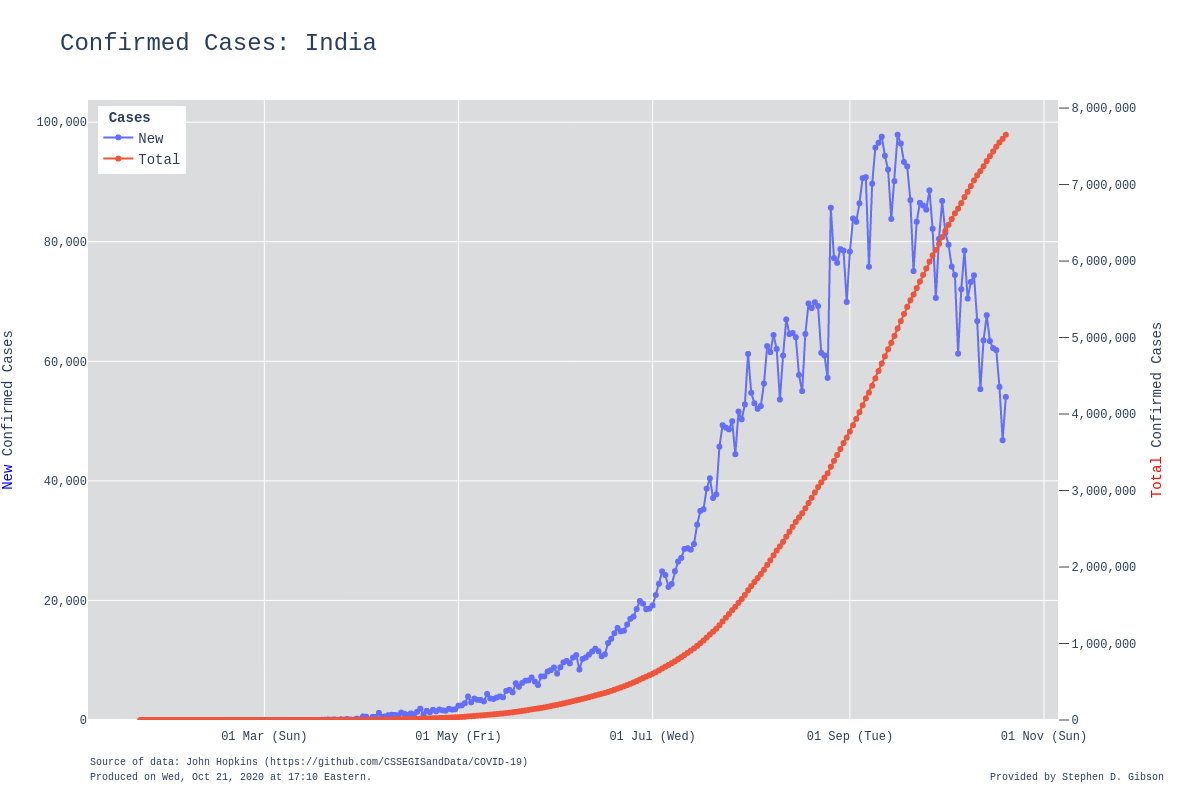 Confirmed Cases: India
Cases
New
Total
100,000
80,000
60,000
40,000
20,000
0
8,000,000
7,000,000
6,000,000
5,000,000
4,000,000
3,000,000
2,000,000
1,000,000
0
New Confirmed Cases
Total Confirmed Cases
01 Mar (Sun)
01 May (Fri)
01 Jul (Wed)
01 Sep (Tue)
01 Nov (Sun)
Source of data: John Hopkins (https://github.com/CSSEGISandData/COVID-19)
Produced on Wed, Oct 21, 2020 at 17:10 Eastern.
Provided by Stephen D. Gibson